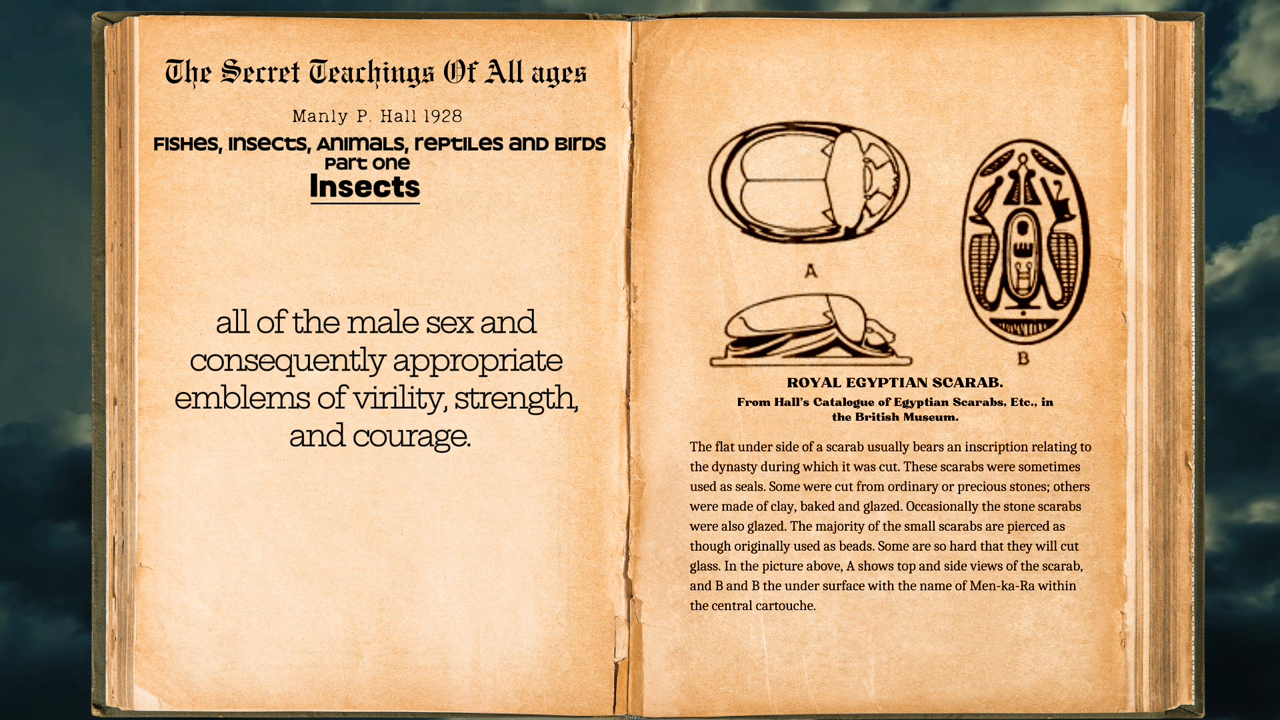 The Secret Teachings Of All ages
Manly P. Hall 1928
Fishes, Insects, Animals, reptiles and Birds
Part one
Insects
all of the male sex and
consequently appropriate
emblems of virility, strength,
and courage.
A
B
ROYAL EGYPTIAN SCARAB.
From Hall's Catalogue of Egyptian Scarabs, Etc., in
the British Museum.
The flat under side of a scarab usually bears an inscription relating to
the dynasty during which it was cut. These scarabs were sometimes
used as seals. Some were cut from ordinary or precious stones; others
were made of clay, baked and glazed. Occasionally the stone scarabs
were also glazed. The majority of the small scarabs are pierced as
though originally used as beads. Some are so hard that they will cut
glass. In the picture above, A shows top and side views of the scarab,
and B and B the under surface with the name of Men-ka-Ra within
the central cartouche.